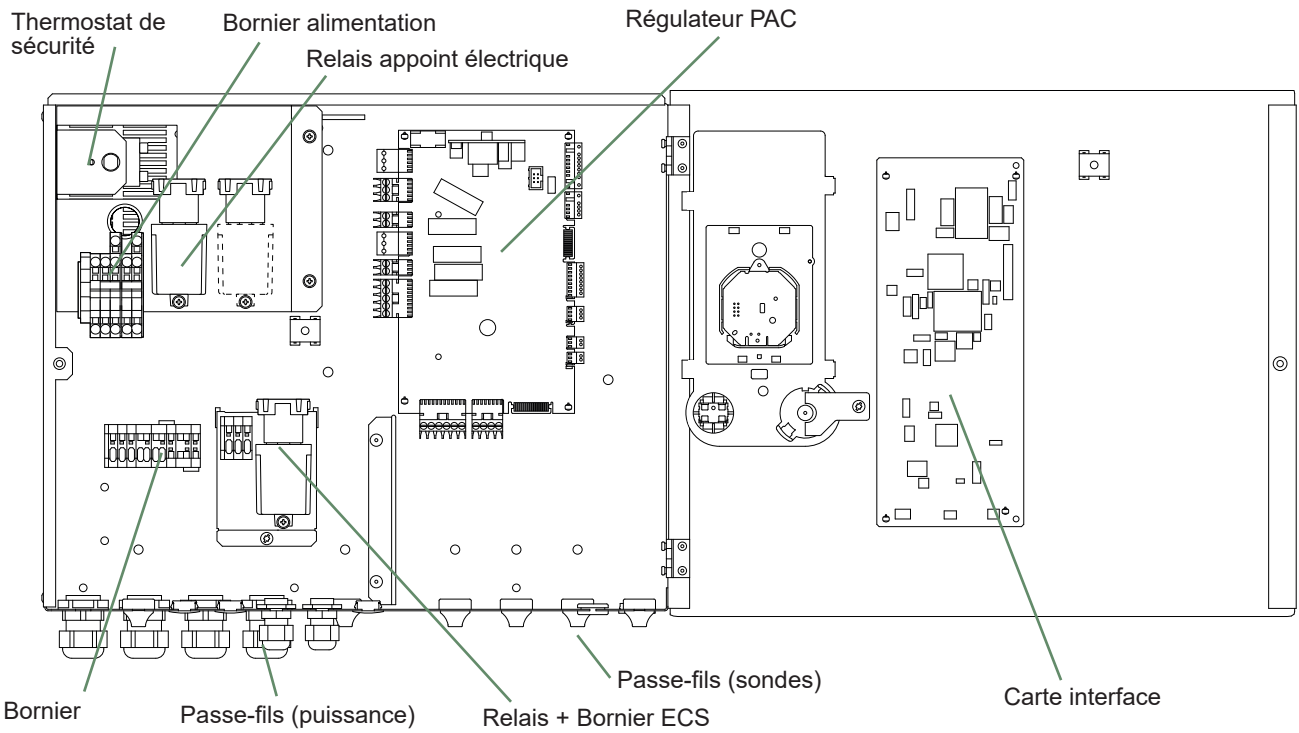 Thermostat de
sécurité
Bornier alimentation
Relais appoint électrique
Régulateur PAC
Bornier
Passe-fils (puissance)
Relais + Bornier ECS
Passe-fils (sondes)
Carte interface